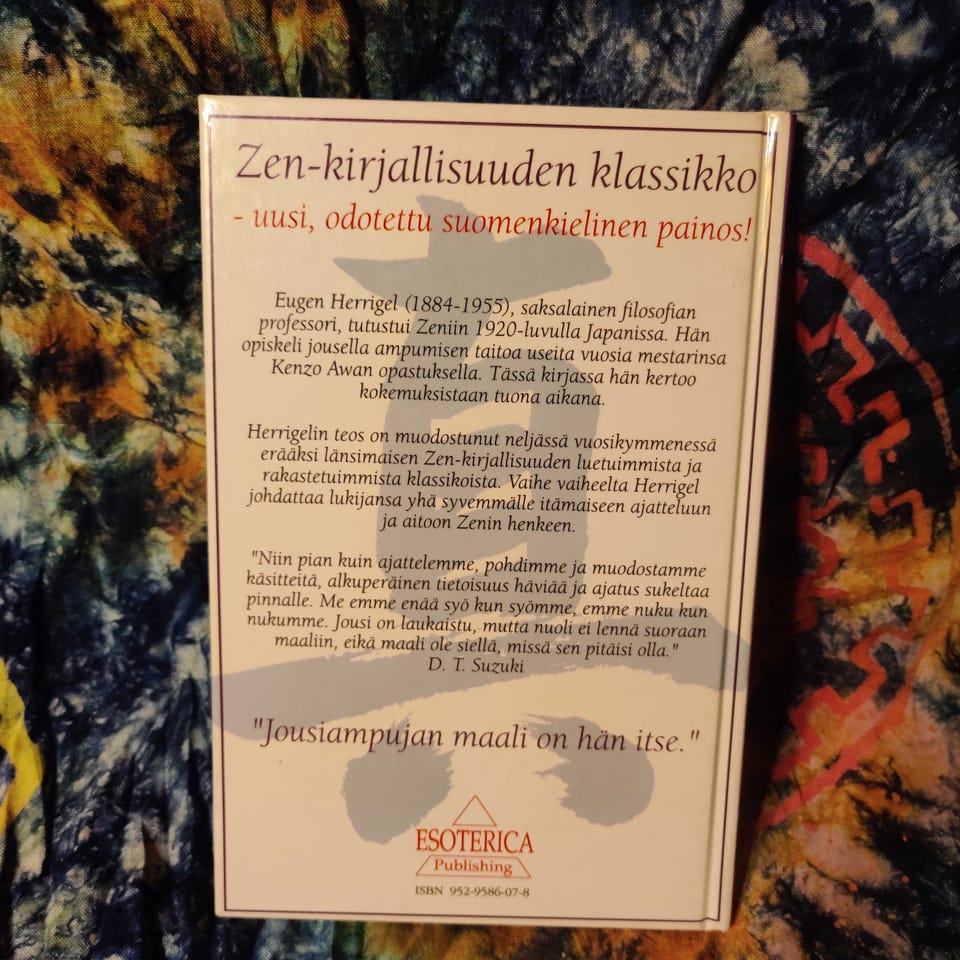 Zen-kirjallisuuden klassikko
- uusi, odotettu suomenkielinen painos!
Eugen Herrigel (1884-1955), saksalainen filosofian
professori, tutustui Zeniin 1920-luvulla Japanissa. Hän
opiskeli jousella ampumisen taitoa useita vuosia mestarinsa
Kenzo Awan opastuksella. Tässä kirjassa hän kertoo
kokemuksistaan tuona aikana.
Herrigelin teos on muodostunut neljässä vuosikymmenessä
erääksi länsimaisen Zen-kirjallisuuden luetuimmista ja
rakastetuimmista klassikoista. Vaihe vaiheelta Herrigel
johdattaa lukijansa yhä syvemmälle itämaiseen ajatteluun
ja aitoon Zenin henkeen.
"Niin pian kuin ajattelemme, pohdimme ja muodostamme
käsitteitä, alkuperäinen tietoisuus häviää ja ajatus sukeltaa
pinnalle. Me emme enää syö kun syömme, emme nuku kun
nukumme. Jousi on laukaistu, mutta nuoli ei lennä suoraan
maaliin, eikä maali ole siellä, missä sen pitäisi olla."
D. T. Suzuki
"Jousiampujan maali on hän itse."
ESOTERICA
Publishing
ISBN 952-9586-07-8